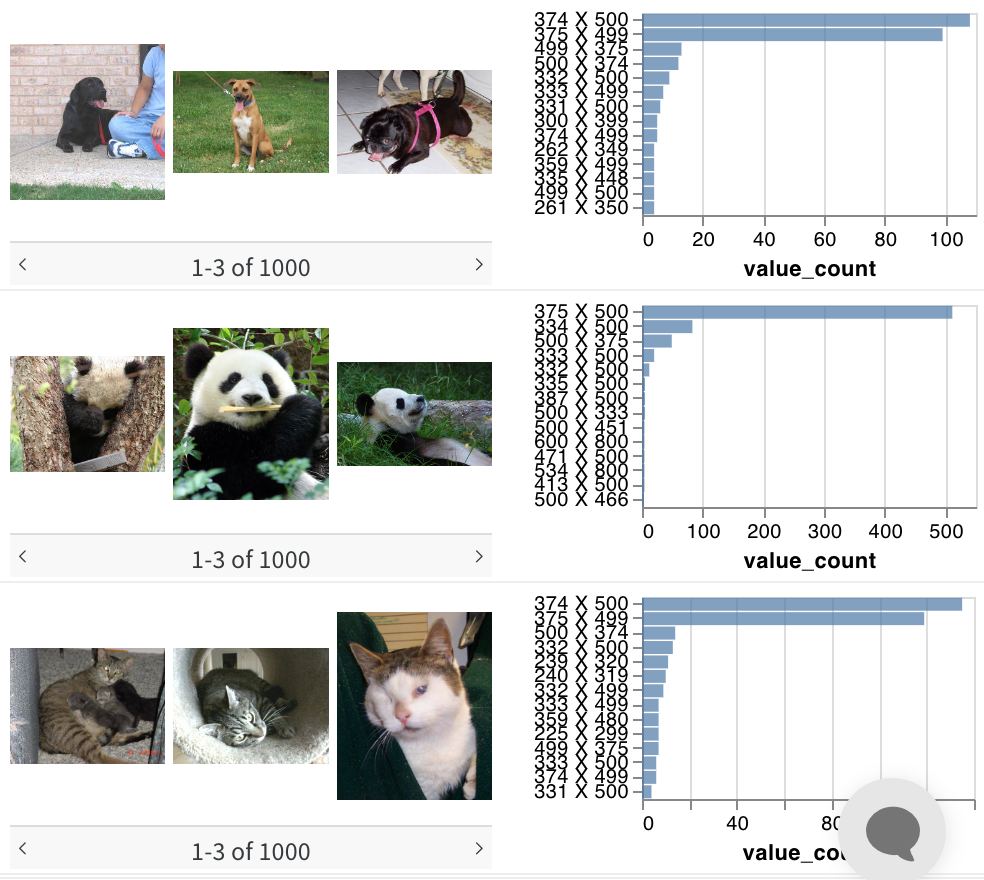 374 X 500
375 X 499
499 X 375
500 X 374
332 X 500
333 X 499
331 X 500
300 X 399
374 X 499
262 X 349
359 X 499
335 X 448
499 X 500
261 X 350
0 20 40 60 80 100
value_count
1-3 of 1000
375 X 500
334 X 500
500 X 375
333 X 500
332 X 500
335 X 500
387 X 500
500 X 333
500 X 451
600 X 800
471 X 500
534 X 800
413 X 500
500 X 466
0 100 200 300 400 500
value_count
1-3 of 1000
374 X 500
375 X 499
500 X 374
332 X 500
239 X 320
240 X 319
332 X 499
333 X 499
359 X 480
225 X 299
499 X 375
333 X 500
374 X 499
331 X 500
0 40 80
1-3 of 1000